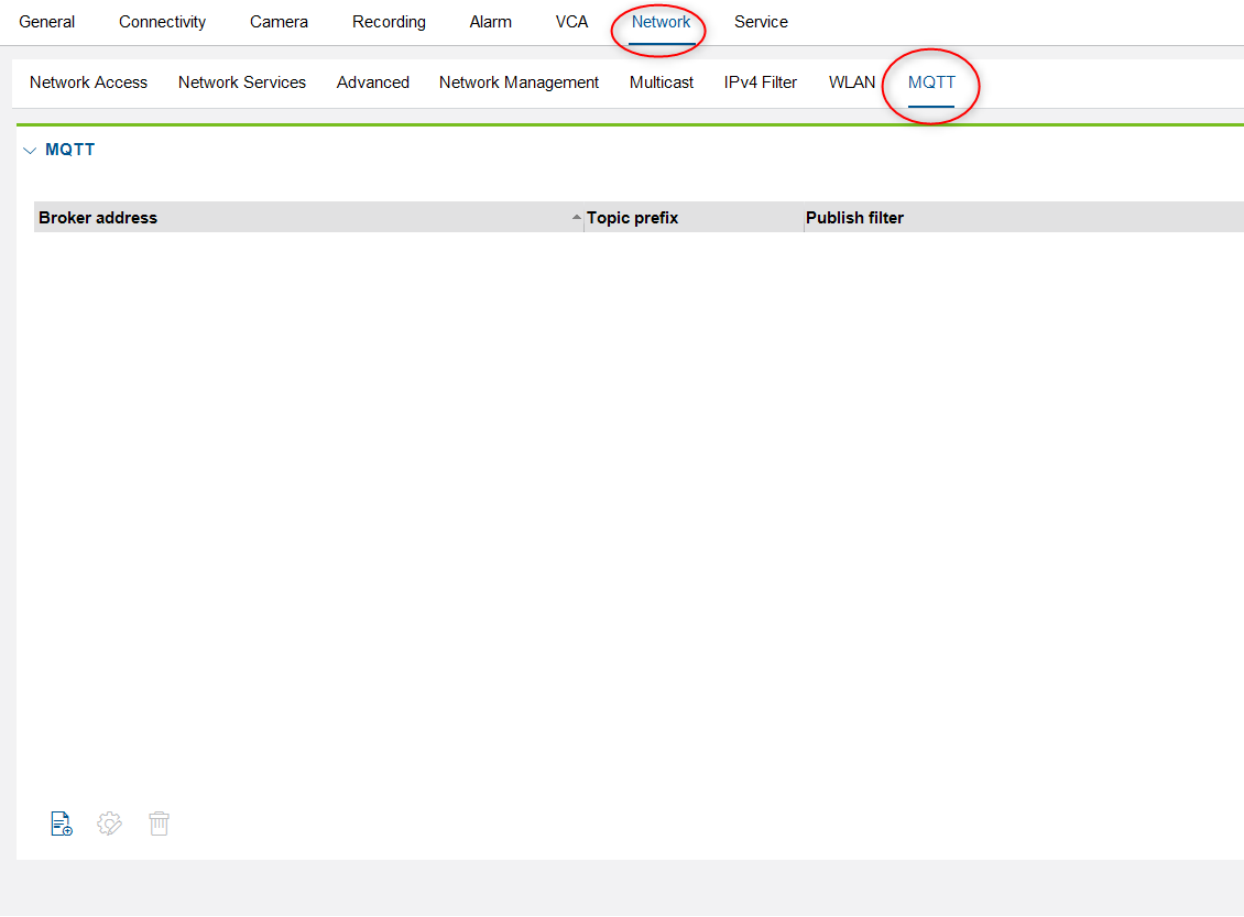 General Connectivity Camera Recording Alarm VCA Network Service
Network Access Network Services Advanced Network Management Multicast IPv4 Filter WLAN MQTT
MQTT
Broker address Topic prefix Publish filter